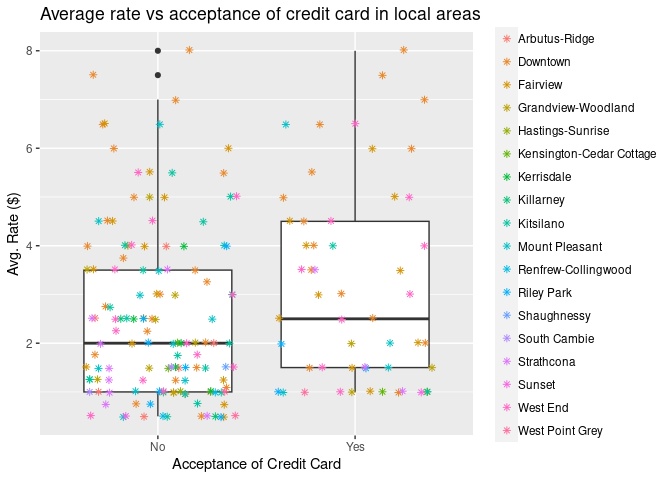 Average rate vs acceptance of credit card in local areas
Avg. Rate ($)
8
6
4
2
No
Yes
Acceptance of Credit Card
Arbutus-Ridge
Downtown
Fairview
Grandview-Woodland
Hastings-Sunrise
Kensington-Cedar Cottage
Kerrisdale
Killarney
Kitsilano
Mount Pleasant
Renfrew-Collingwood
Riley Park
Shaughnessy
South Cambie
Strathcona
Sunset
West End
West Point Grey